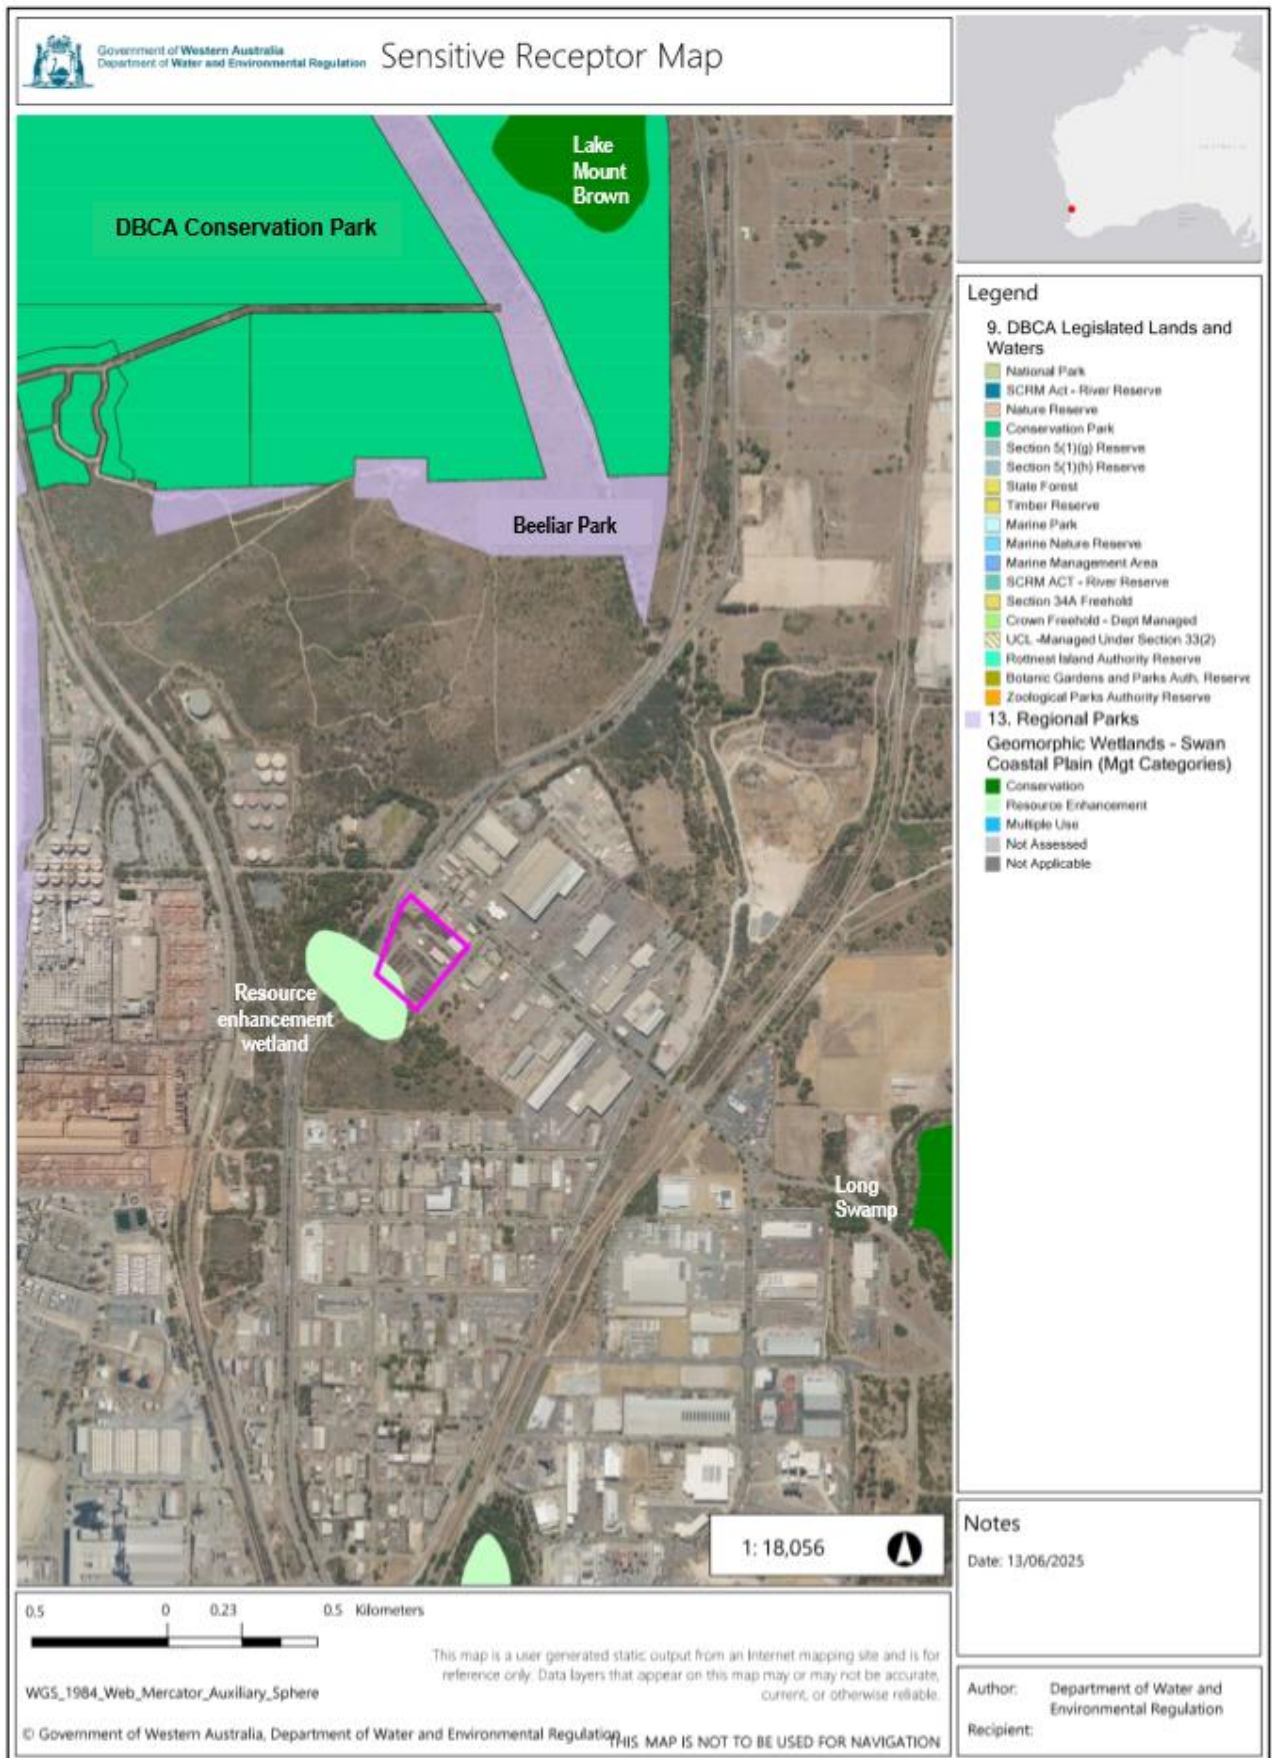 Government of Western Australia
Department of Water and Environmental Regulation
Sensitive Receptor Map
Lake
Mount
Brown
DBCA Conservation Park
Beeliar Park
Resource
enhancement
wetland
Long
Swamp
1: 18,056
Legend
9. DBCA Legislated Lands and
Waters
National Park
SCRM Act - River Reserve
Nature Reserve
Conservation Park
Section 5(1)(g) Reserve
Section 5(1)(h) Reserve
State Forest
Timber Reserve
Marine Park
Marine Nature Reserve
Marine Management Area
SCRM ACT - River Reserve
Section 34A Freehold
Crown Freehold - Dept Managed
UCL -Managed Under Section 33(2)
Rottnest Island Authority Reserve
Botanic Gardens and Parks Auth. Reserve
Zoological Parks Authority Reserve
13. Regional Parks
Geomorphic Wetlands - Swan
Coastal Plain (Mgt Categories)
Conservation
Resource Enhancement
Multiple Use
Not Assessed
Not Applicable
Notes
Date: 13/06/2025
0.5 0 0.23 0.5 Kilometers
This map is a user generated static output from an Internet mapping site and is for
reference only. Data layers that appear on this map may or may not be accurate,
current, or otherwise reliable.
WGS_1984_Web_Mercator_Auxiliary_Sphere
© Government of Western Australia, Department of Water and Environmental Regulation
THIS MAP IS NOT TO BE USED FOR NAVIGATION
Author: Department of Water and
Environmental Regulation
Recipient: